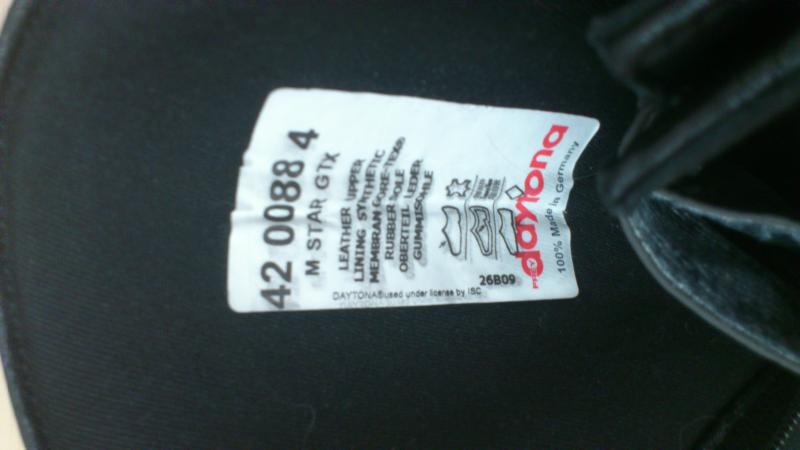 42 0088 4
M STAR GTX
LEATHER UPPER
LINING SYNTHETIC
MEMBRAN GORE-TEX®
RUBBER SOLE
OBERTEIL LEDER
GUMMISOHLE
26B09
DAYTONA® used under license by ISC
daytona
100% Made in Germany